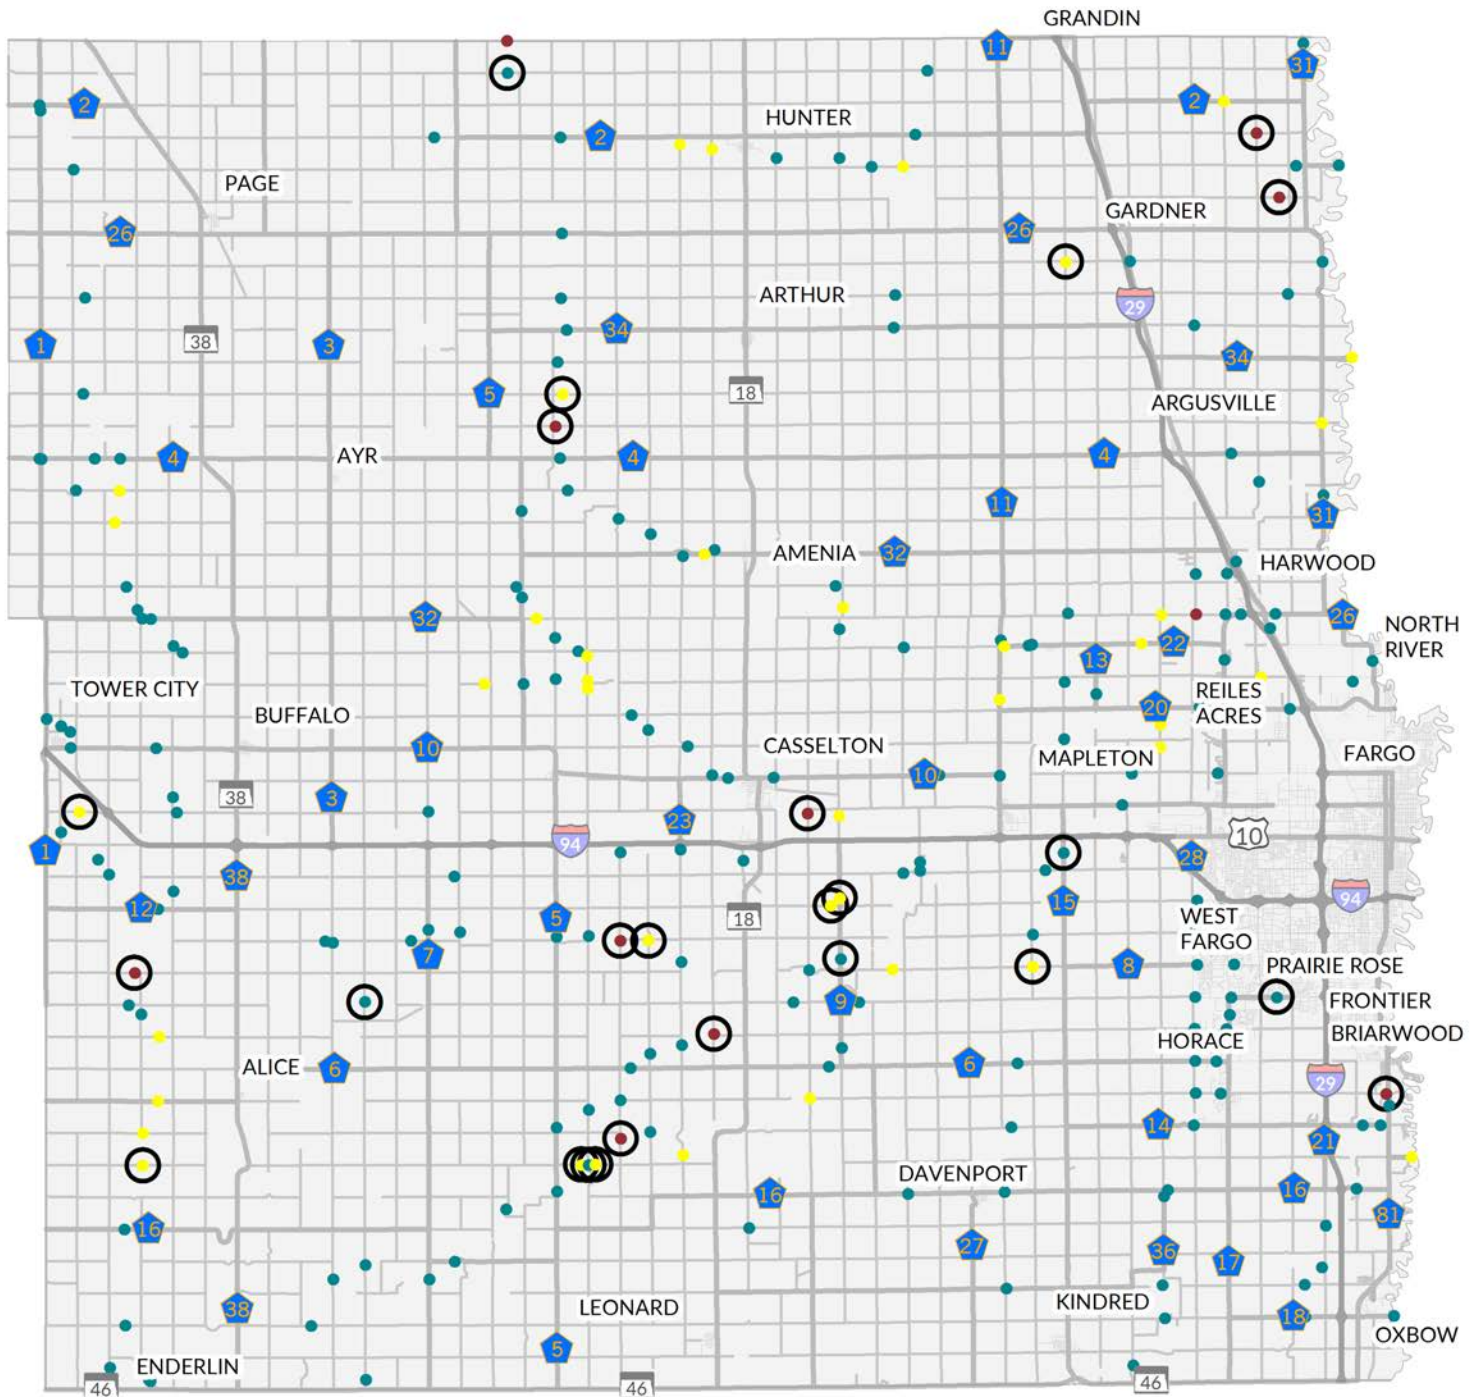 GRANDIN
11
31
2
2
2
HUNTER
PAGE
26
GARDNER
26
ARTHUR
29
34
1
38
3
34
5
18
ARGUSVILLE
4
AYR
4
4
11
31
AMENIA
32
HARWOOD
32
26
NORTH
RIVER
22
13
TOWER CITY
REILES
ACRES
BUFFALO
20
10
CASSELTON
MAPLETON
FARGO
10
38
3
23
10
1
94
28
38
94
12
15
5
18
WEST
FARGO
7
8
PRAIRIE ROSE
9
FRONTIER
BRIARWOOD
HORACE
ALICE
6
6
29
14
21
DAVENPORT
16
16
16
81
27
36
17
38
LEONARD
KINDRED
18
OXBOW
5
ENDERLIN
46
46
46